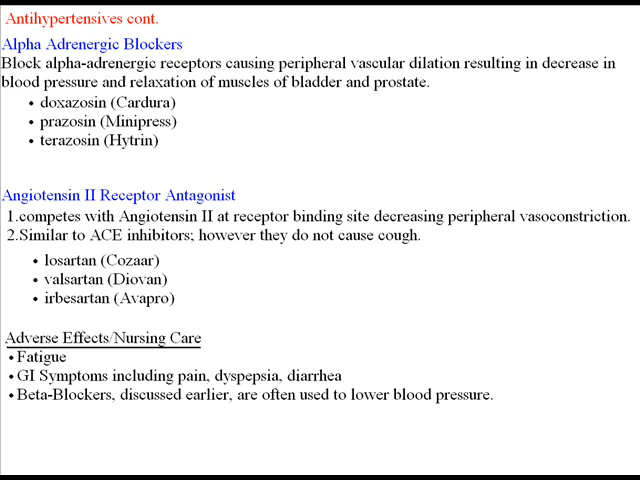 Antihypertensives cont.
Alpha Adrenergic Blockers
Block alpha-adrenergic receptors causing peripheral vascular dilation resulting in decrease in
blood pressure and relaxation of muscles of bladder and prostate.
• doxazosin (Cardura)
• prazosin (Minipress)
• terazosin (Hytrin)
Angiotensin II Receptor Antagonist
1.competes with Angiotensin II at receptor binding site decreasing peripheral vasoconstriction.
2.Similar to ACE inhibitors; however they do not cause cough.
• losartan (Cozaar)
• valsartan (Diovan)
• irbesartan (Avapro)
Adverse Effects/Nursing Care
• Fatigue
• GI Symptoms including pain, dyspepsia, diarrhea
• Beta-Blockers, discussed earlier, are often used to lower blood pressure.